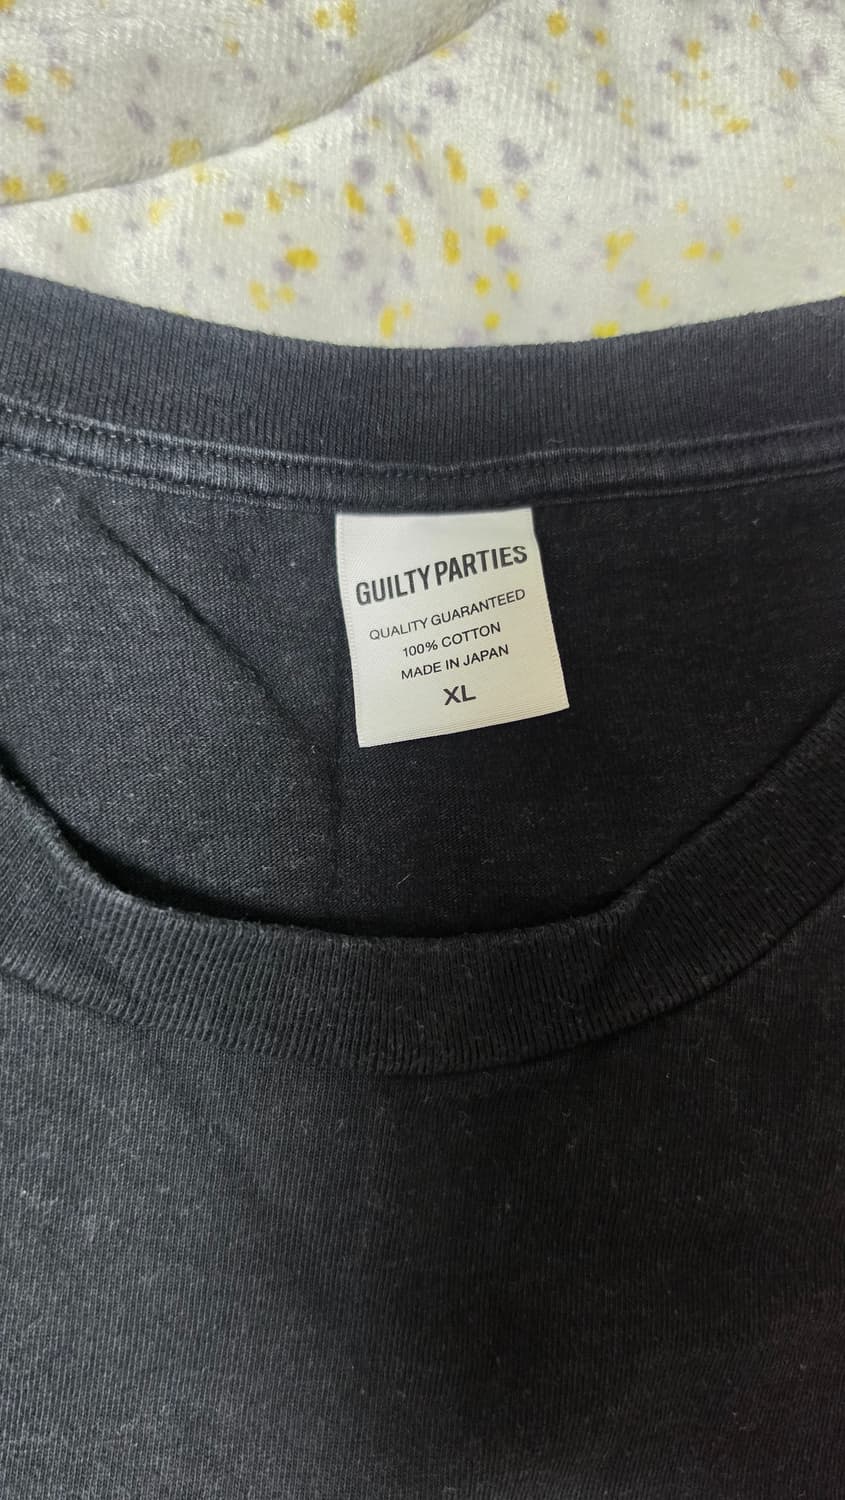 GUILTY PARTIES
QUALITY GUARANTEED
100% COTTON
MADE IN JAPAN
XL